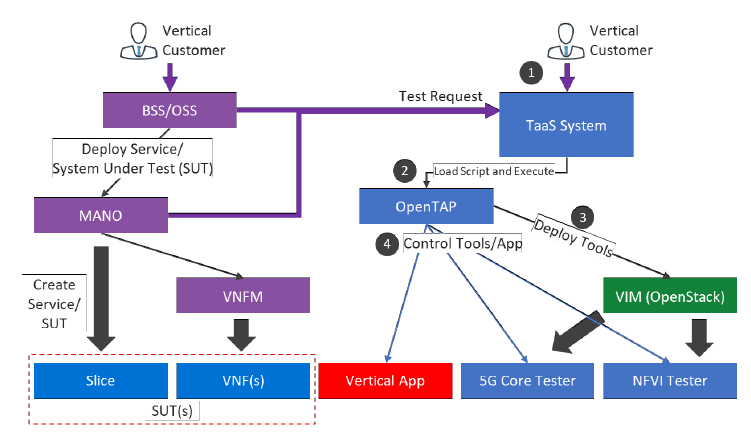 Vertical
Customer
Vertical
Customer
1
BSS/OSS
Test Request
TaaS System
Deploy Service/
System Under Test (SUT)
2
Load Script and Execute
MANO
OpenTAP
3
Deploy Tools
4
Control Tools/App
Create
Service/
SUT
VNFM
VIM (OpenStack)
Slice
VNF(s)
Vertical App
5G Core Tester
NFVI Tester
SUT(s)